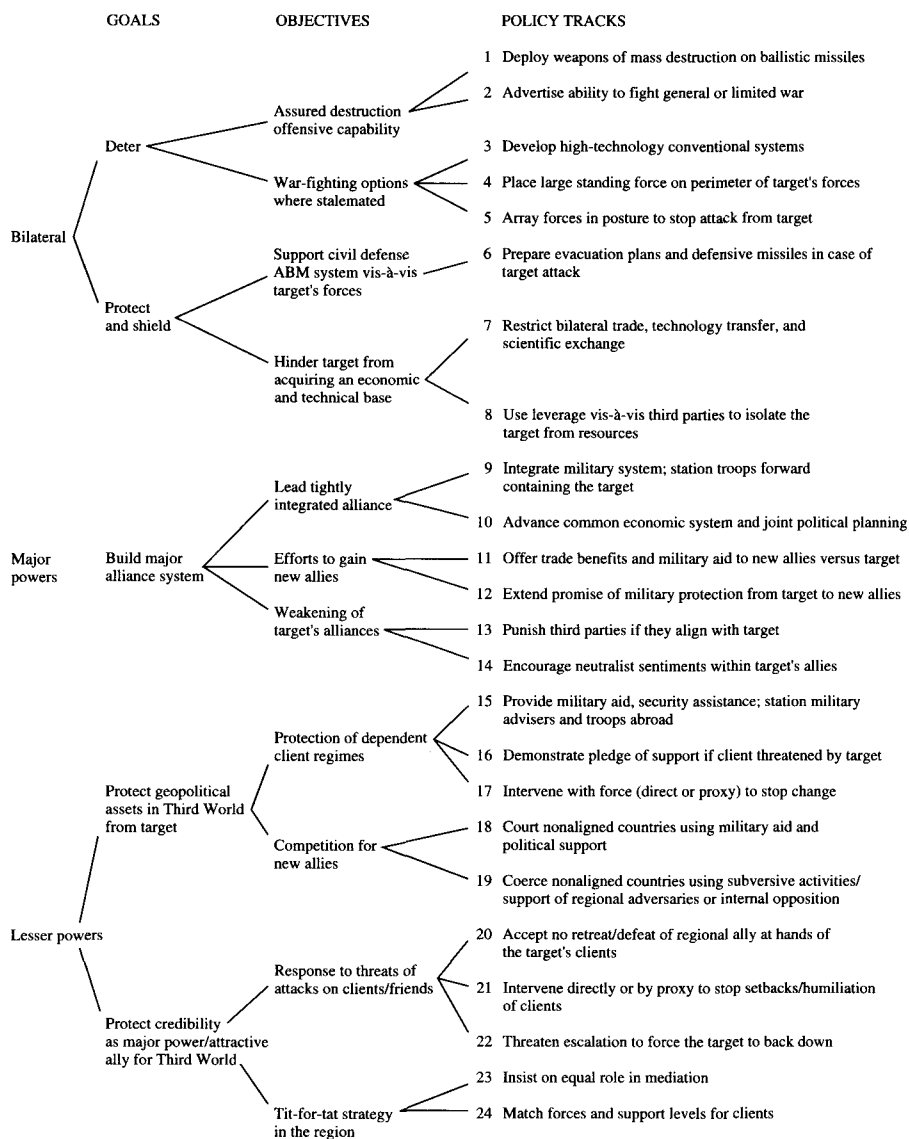 GOALS OBJECTIVES POLICY TRACKS
Bilateral
Deter
Assured destruction
offensive capability
1 Deploy weapons of mass destruction on ballistic missiles
2 Advertise ability to fight general or limited war
War-fighting options
where stalemated
3 Develop high-technology conventional systems
4 Place large standing force on perimeter of target's forces
5 Array forces in posture to stop attack from target
Protect
and shield
Support civil defense
ABM system vis-à-vis
target's forces
6 Prepare evacuation plans and defensive missiles in case of
target attack
Hinder target from
acquiring an economic
and technical base
7 Restrict bilateral trade, technology transfer, and
scientific exchange
8 Use leverage vis-à-vis third parties to isolate the
target from resources
Major
powers
Build major
alliance system
Lead tightly
integrated alliance
9 Integrate military system; station troops forward
containing the target
10 Advance common economic system and joint political planning
Efforts to gain
new allies
11 Offer trade benefits and military aid to new allies versus target
12 Extend promise of military protection from target to new allies
Weakening of
target's alliances
13 Punish third parties if they align with target
14 Encourage neutralist sentiments within target's allies
Lesser powers
Protect geopolitical
assets in Third World
from target
Protection of dependent
client regimes
15 Provide military aid, security assistance; station military
advisers and troops abroad
16 Demonstrate pledge of support if client threatened by target
17 Intervene with force (direct or proxy) to stop change
Competition for
new allies
18 Court nonaligned countries using military aid and
political support
19 Coerce nonaligned countries using subversive activities/
support of regional adversaries or internal opposition
Protect credibility
as major power/attractive
ally for Third World
Response to threats of
attacks on clients/friends
20 Accept no retreat/defeat of regional ally at hands of
the target's clients
21 Intervene directly or by proxy to stop setbacks/humiliation
of clients
22 Threaten escalation to force the target to back down
Tit-for-tat strategy
in the region
23 Insist on equal role in mediation
24 Match forces and support levels for clients